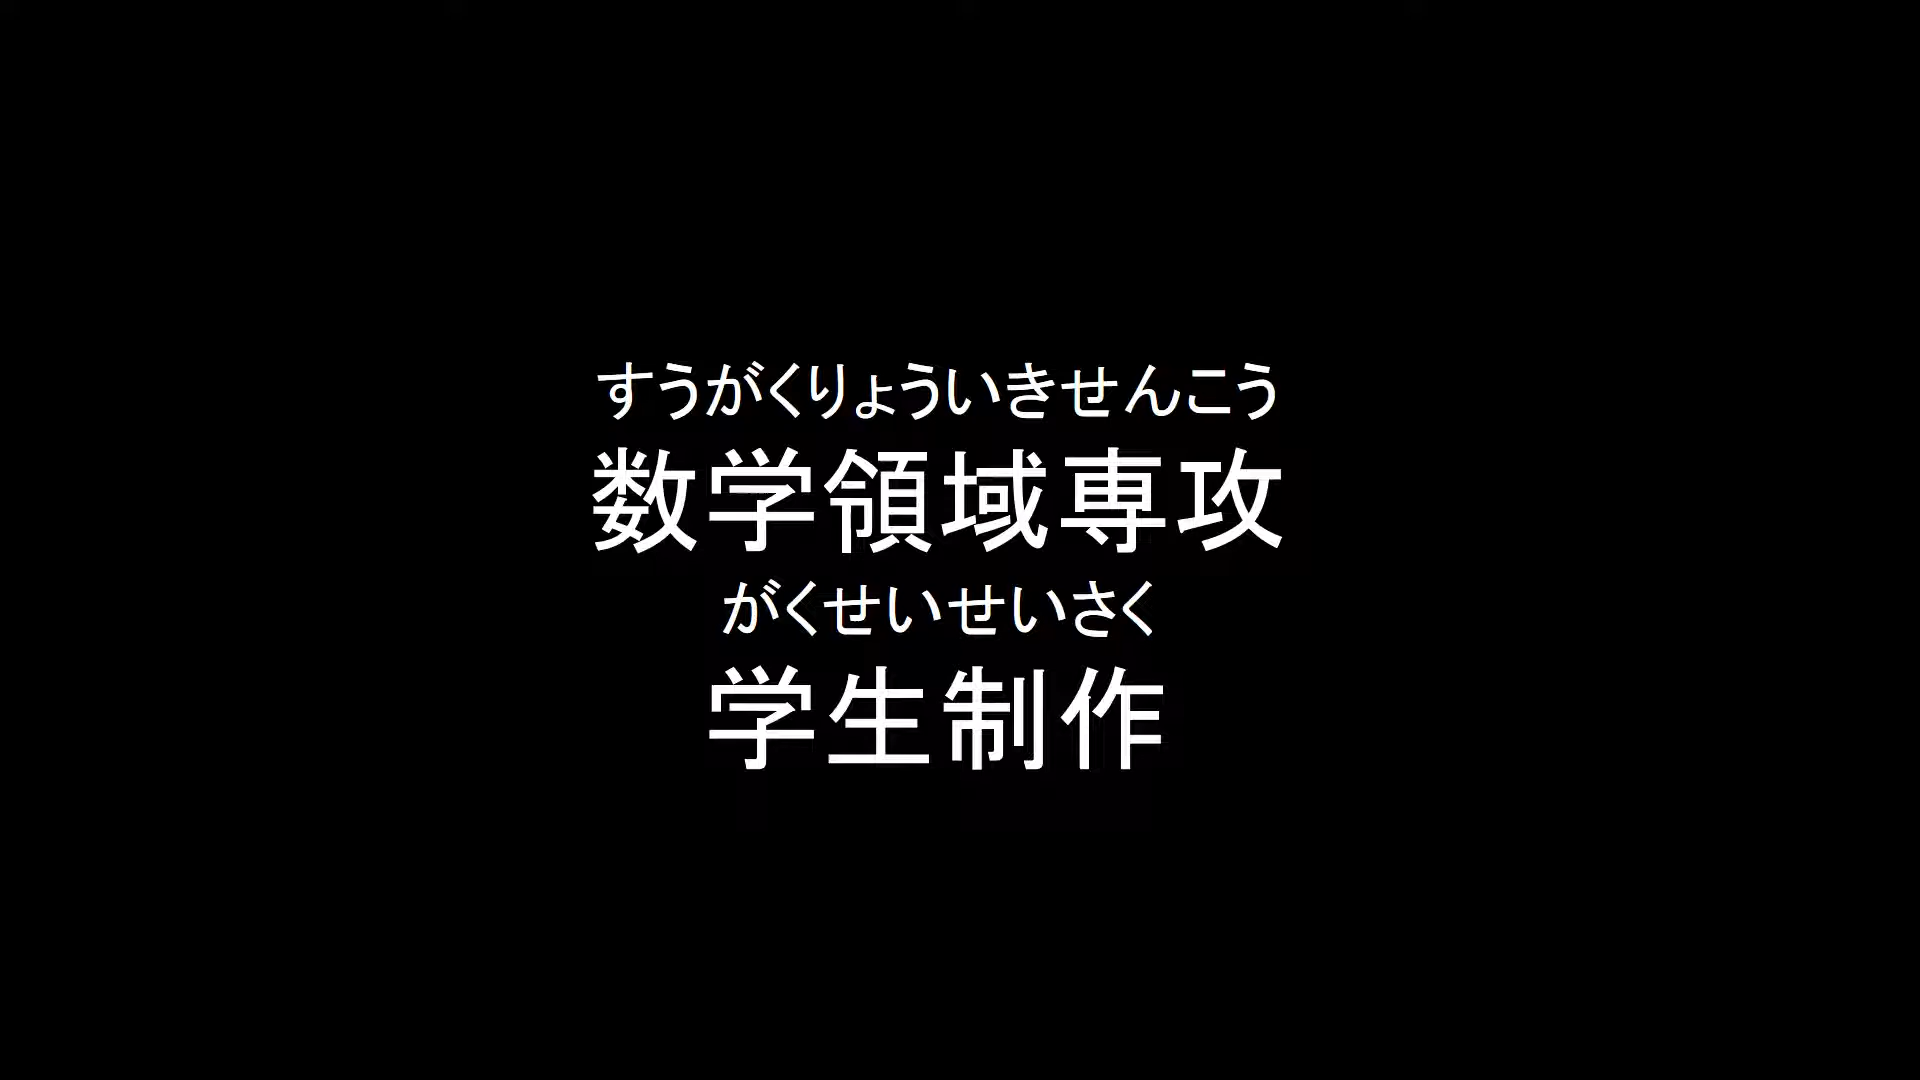 すうがくりょういきせんこう
数学領域専攻
がくせいせいさく
学生制作